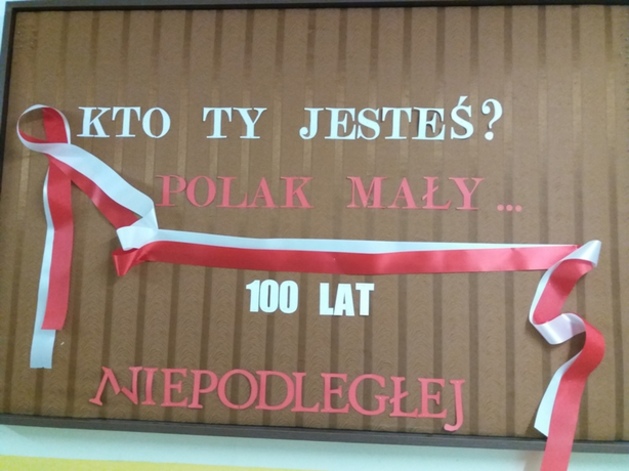 KTO TY JESTEŚ?
POLAK MAŁY...
100 LAT
NIEPODLEGŁEJ